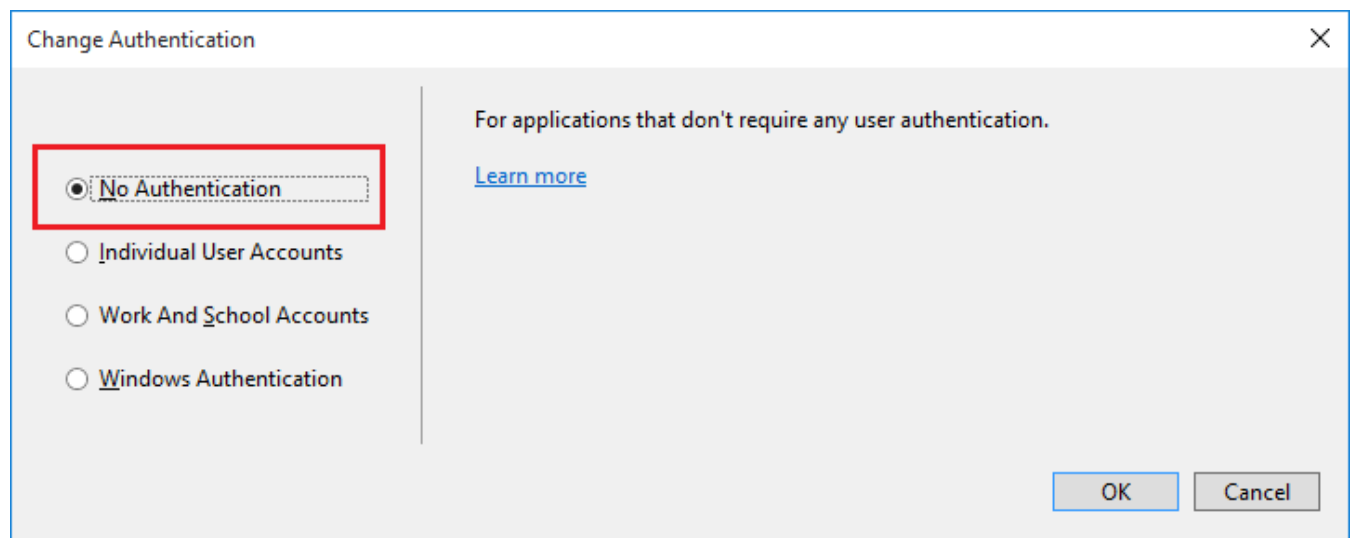 Change Authentication
For applications that don't require any user authentication.
Learn more
No Authentication
Individual User Accounts
Work And School Accounts
Windows Authentication
OK
Cancel